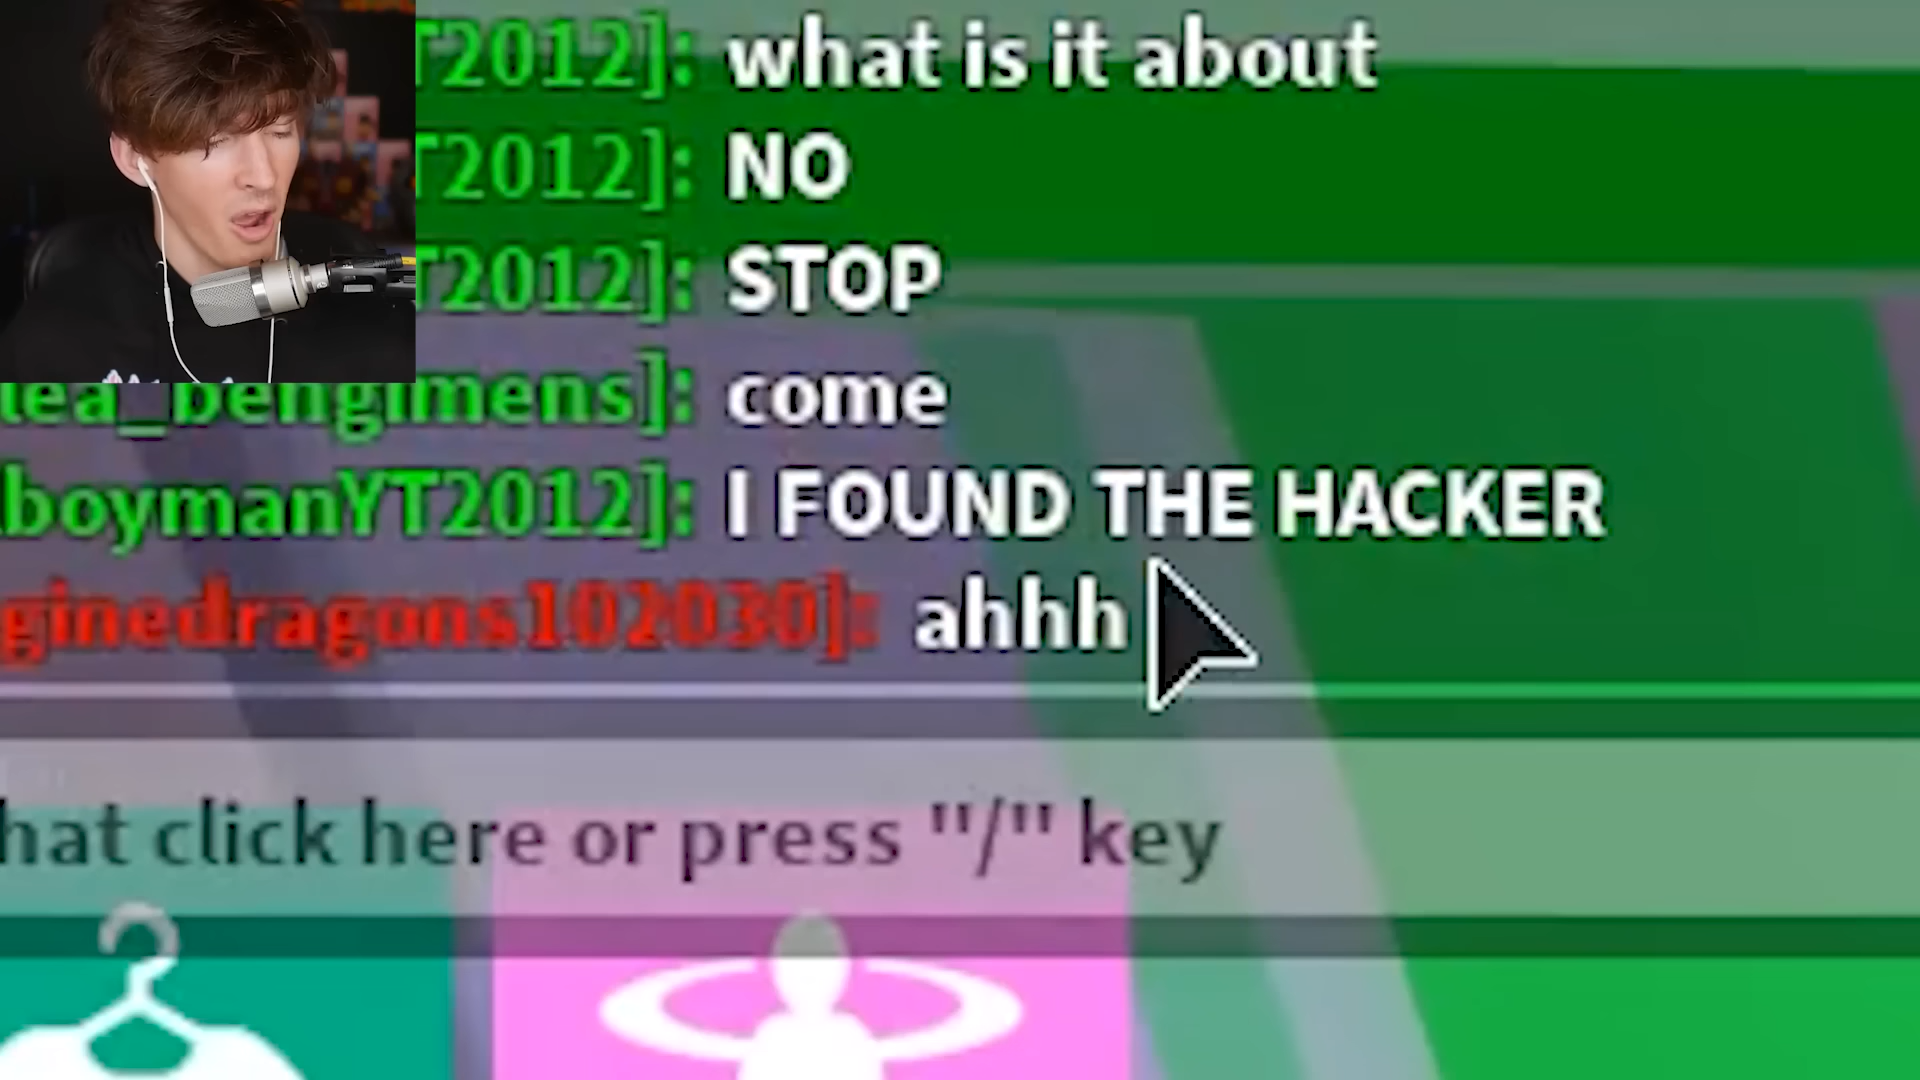 T2012]: what is it about
T2012]: NO
T2012]: STOP
lea_bengimens]: come
boymanYT2012]: I FOUND THE HACKER
ginedragons102030]: ahhh
hat click here or press "/" key